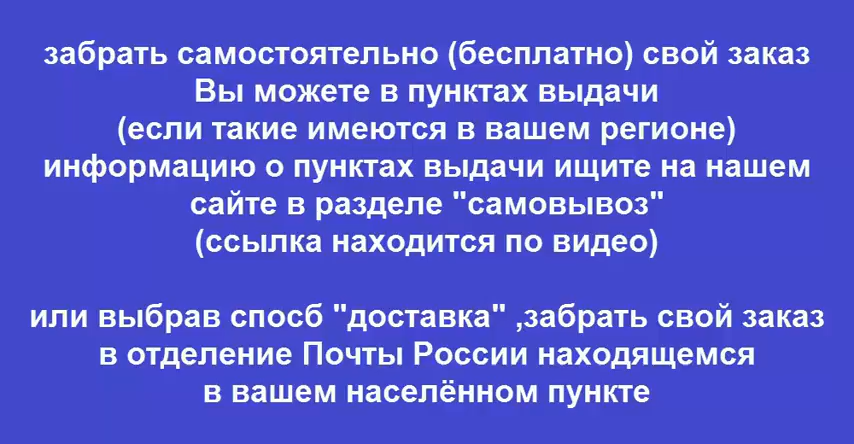 забрать самостоятельно (бесплатно) свой заказ
Вы можете в пунктах выдачи
(если такие имеются в вашем регионе)
информацию о пунктах выдачи ищите на нашем
сайте в разделе "самовывоз"
(ссылка находится по видео)
или выбрав спосб "доставка" ,забрать свой заказ
в отделение Почты России находящемся
в вашем населённом пункте